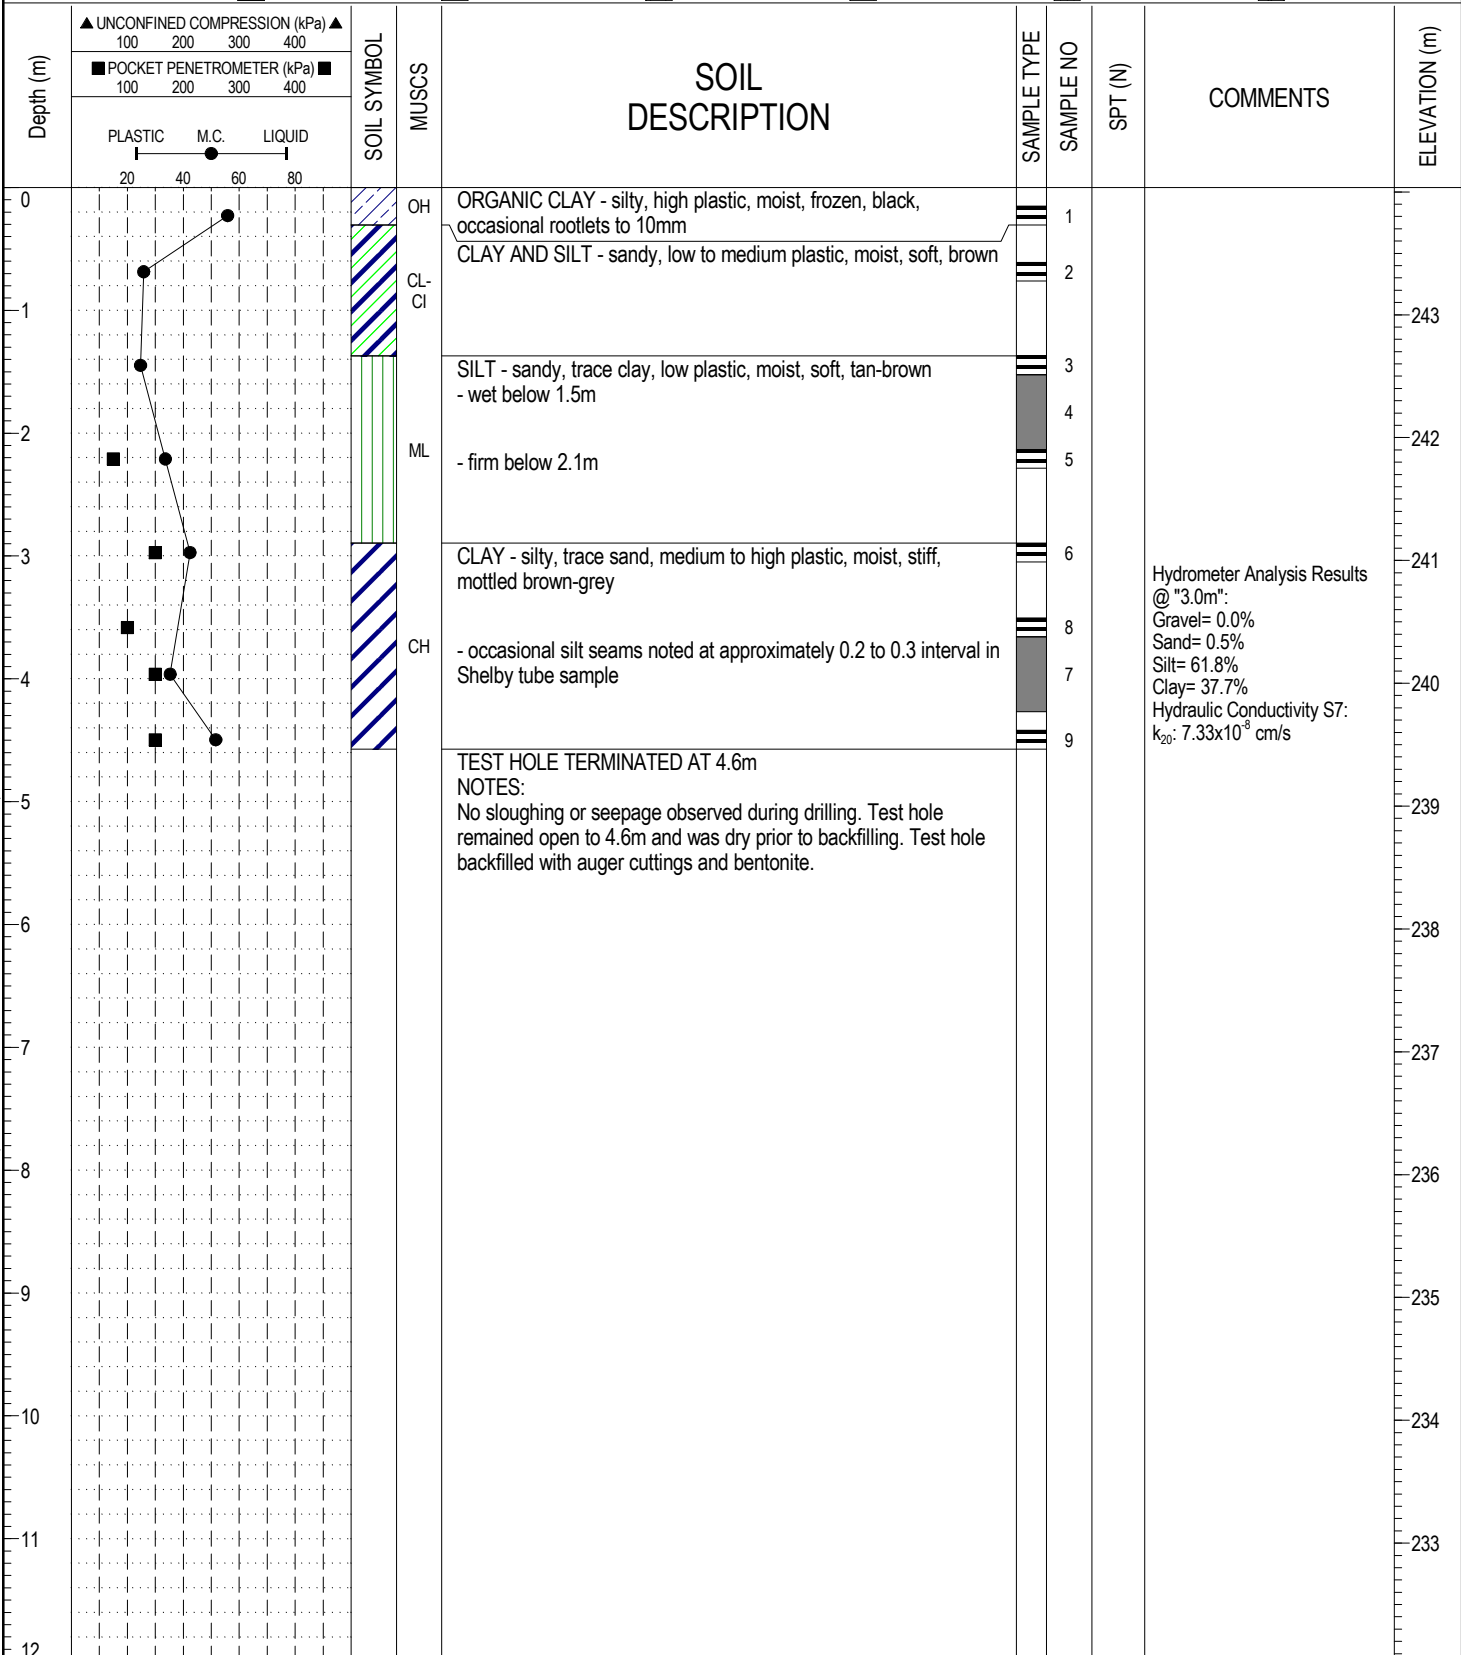 Depth (m)
▲ UNCONFINED COMPRESSION (kPa) ▲
100 200 300 400
■ POCKET PENETROMETER (kPa) ■
100 200 300 400
PLASTIC M.C. LIQUID
20 40 60 80
SOIL SYMBOL
MUSCS
SOIL
DESCRIPTION
SAMPLE TYPE
SAMPLE NO
SPT (N)
COMMENTS
ELEVATION (m)
0
1
2
3
4
5
6
7
8
9
10
11
12
OH
CL-
CI
ML
CH
ORGANIC CLAY - silty, high plastic, moist, frozen, black,
occasional rootlets to 10mm
CLAY AND SILT - sandy, low to medium plastic, moist, soft, brown
SILT - sandy, trace clay, low plastic, moist, soft, tan-brown
- wet below 1.5m
- firm below 2.1m
CLAY - silty, trace sand, medium to high plastic, moist, stiff,
mottled brown-grey
- occasional silt seams noted at approximately 0.2 to 0.3 interval in
Shelby tube sample
TEST HOLE TERMINATED AT 4.6m
NOTES:
No sloughing or seepage observed during drilling. Test hole
remained open to 4.6m and was dry prior to backfilling. Test hole
backfilled with auger cuttings and bentonite.
1
2
3
4
5
6
8
7
9
Hydrometer Analysis Results
@ "3.0m":
Gravel= 0.0%
Sand= 0.5%
Silt= 61.8%
Clay= 37.7%
Hydraulic Conductivity S7:
k₂₀: 7.33x10⁻⁸ cm/s
243
242
241
240
239
238
237
236
235
234
233